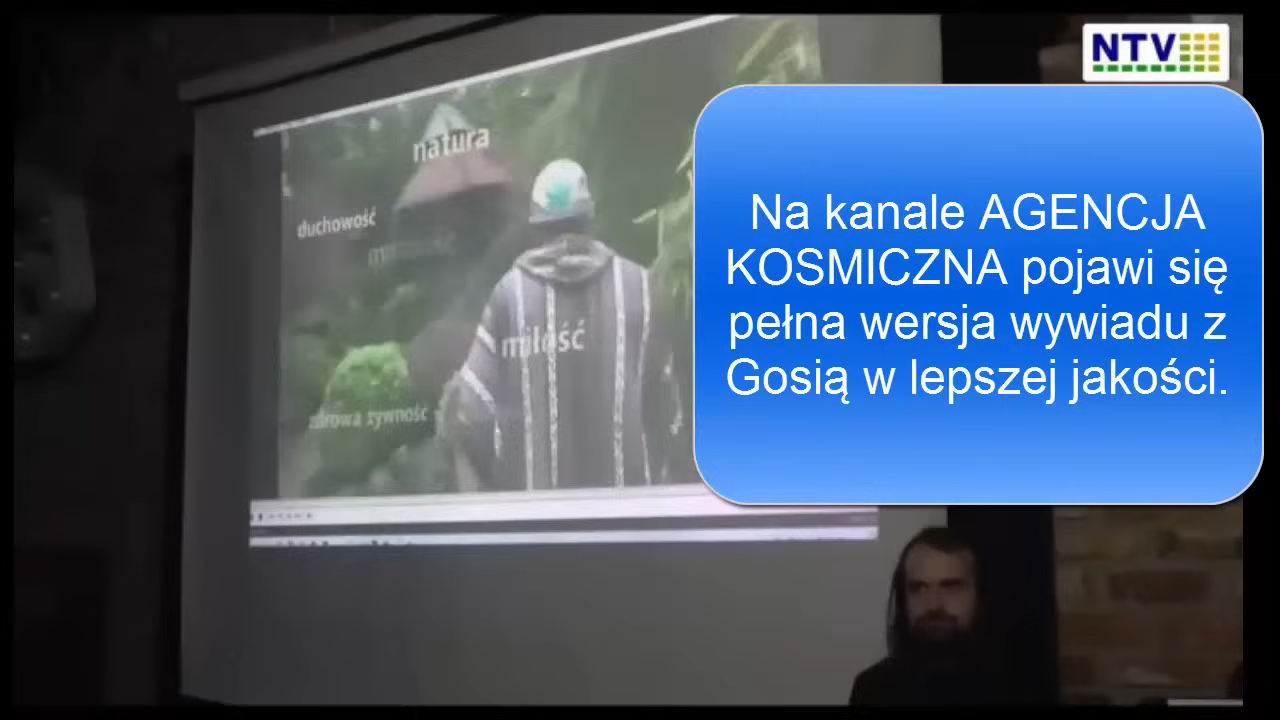 NTV
natura
duchowość
miłość
zdrowa żywność
Na kanale AGENCJA
KOSMICZNA pojawi się
pełna wersja wywiadu z
Gosią w lepszej jakości.